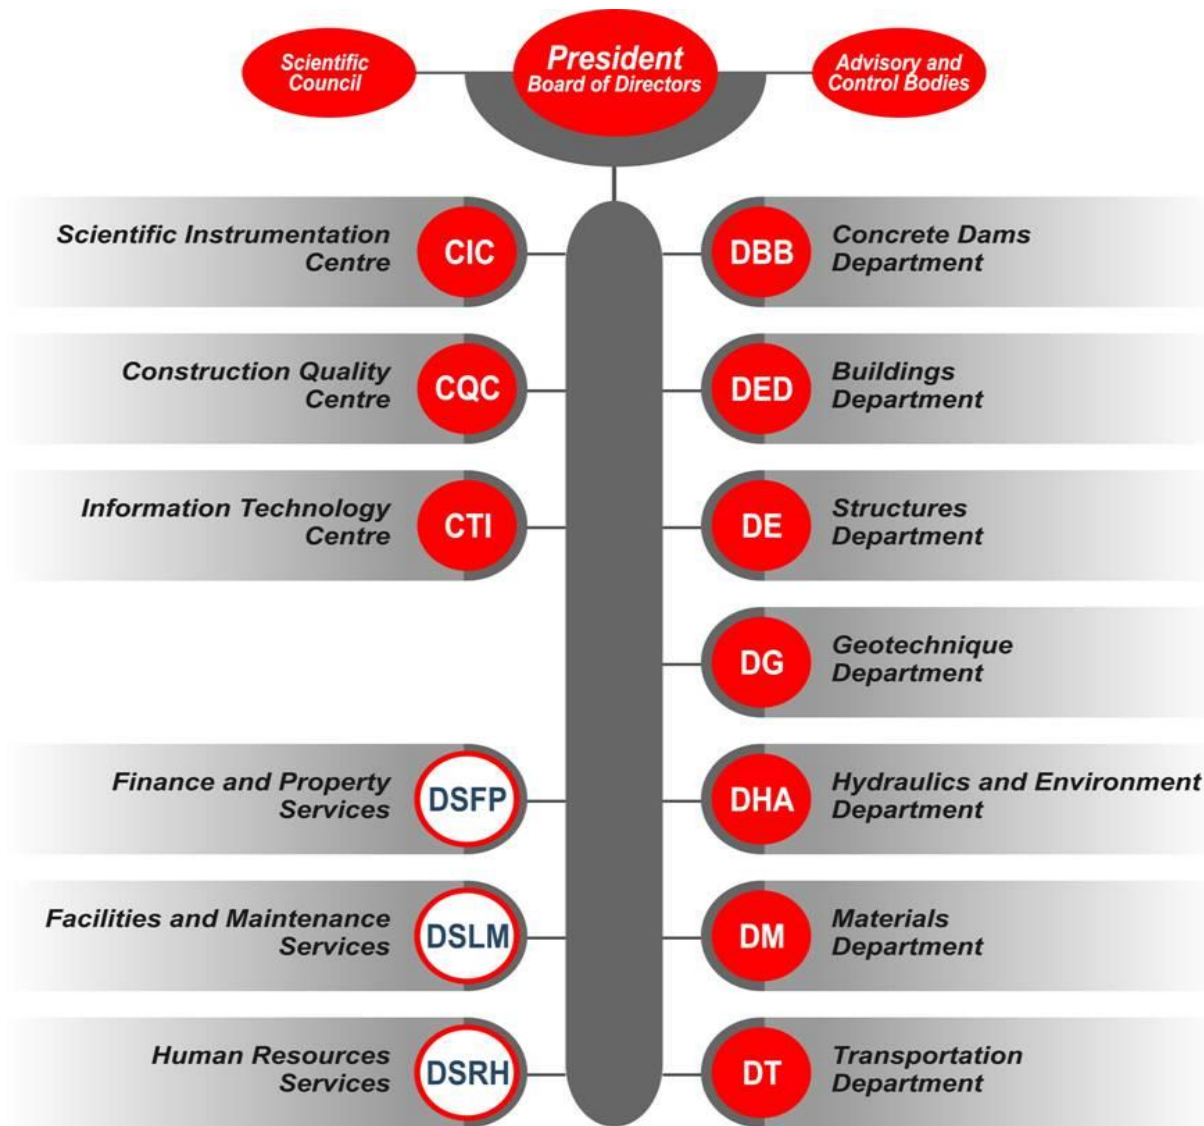 Scientific
Council
President
Board of Directors
Advisory and
Control Bodies
Scientific Instrumentation
Centre
CIC
DBB
Concrete Dams
Department
Construction Quality
Centre
CQC
DED
Buildings
Department
Information Technology
Centre
CTI
DE
Structures
Department
DG
Geotechnique
Department
Finance and Property
Services
DSFP
DHA
Hydraulics and Environment
Department
Facilities and Maintenance
Services
DSLM
DM
Materials
Department
Human Resources
Services
DSRH
DT
Transportation
Department